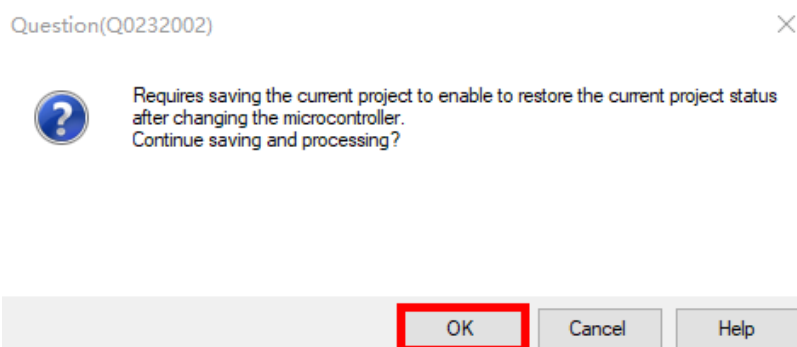 Question(Q0232002)
Requires saving the current project to enable to restore the current project status
after changing the microcontroller.
Continue saving and processing?
OK
Cancel
Help